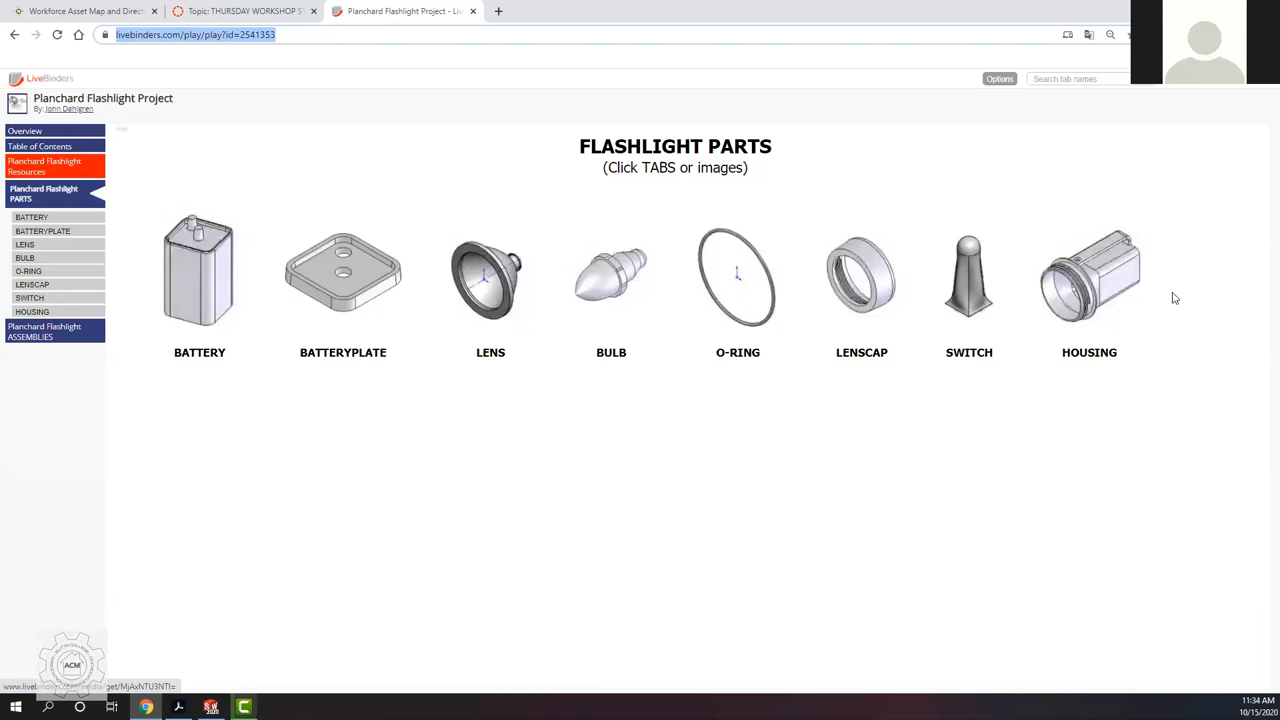 Workforce Asset Map and Direct
Topic: THURSDAY WORKSHOP S
Planchard Flashlight Project - Liv
livebinders.com/play/play?id=2541353
LiveBinders
Options
Search tab names
Planchard Flashlight Project
By: John Dahlgren
Overview
Table of Contents
Planchard Flashlight
Resources
Planchard Flashlight
PARTS
BATTERY
BATTERYPLATE
LENS
BULB
O-RING
LENSCAP
SWITCH
HOUSING
Planchard Flashlight
ASSEMBLIES
FLASHLIGHT PARTS
(Click TABS or images)
BATTERY
BATTERYPLATE
LENS
BULB
O-RING
LENSCAP
SWITCH
HOUSING
ACM
11:34 AM
10/15/2020